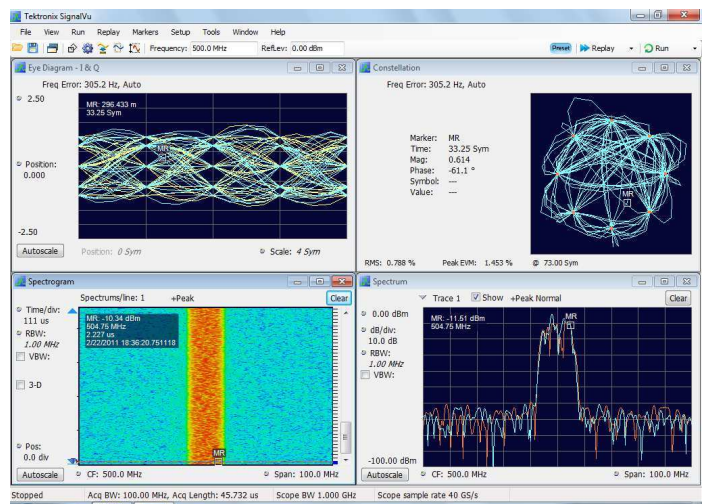 Tektronix SignalVu
File View Run Replay Markers Setup Tools Window Help
Frequency: 500.0 MHz RefLev: 0.00 dBm Preset Replay Run
Eye Diagram - I & Q
Freq Error: 305.2 Hz, Auto
2.50
MR: 296.433 m
33.25 Sym
MR
Position:
0.000
-2.50
Autoscale Position: 0 Sym Scale: 4 Sym
Constellation
Freq Error: 305.2 Hz, Auto
Marker: MR
Time: 33.25 Sym
Mag: 0.614
Phase: -61.1 °
Symbol: ---
Value: ---
MR
RMS: 0.788 % Peak EVM: 1.453 % @ 73.00 Sym
Spectrogram
Spectrums/line: 1 +Peak Clear
Time/div:
111 us
RBW:
1.00 MHz
VBW:
3-D
Pos:
0.0 div
MR: -10.34 dBm
504.75 MHz
2.227 us
2/22/2011 18:36:20.751118
MR
Autoscale CF: 500.0 MHz Span: 100.0 MHz
Spectrum
Trace 1 Show +Peak Normal Clear
0.00 dBm
dB/div:
10.0 dB
RBW:
1.00 MHz
VBW:
MR: -11.51 dBm
504.75 MHz
MR
-100.00 dBm
Autoscale CF: 500.0 MHz Span: 100.0 MHz
Stopped Acq BW: 100.00 MHz, Acq Length: 45.732 us Scope BW 1.000 GHz Scope sample rate 40 GS/s